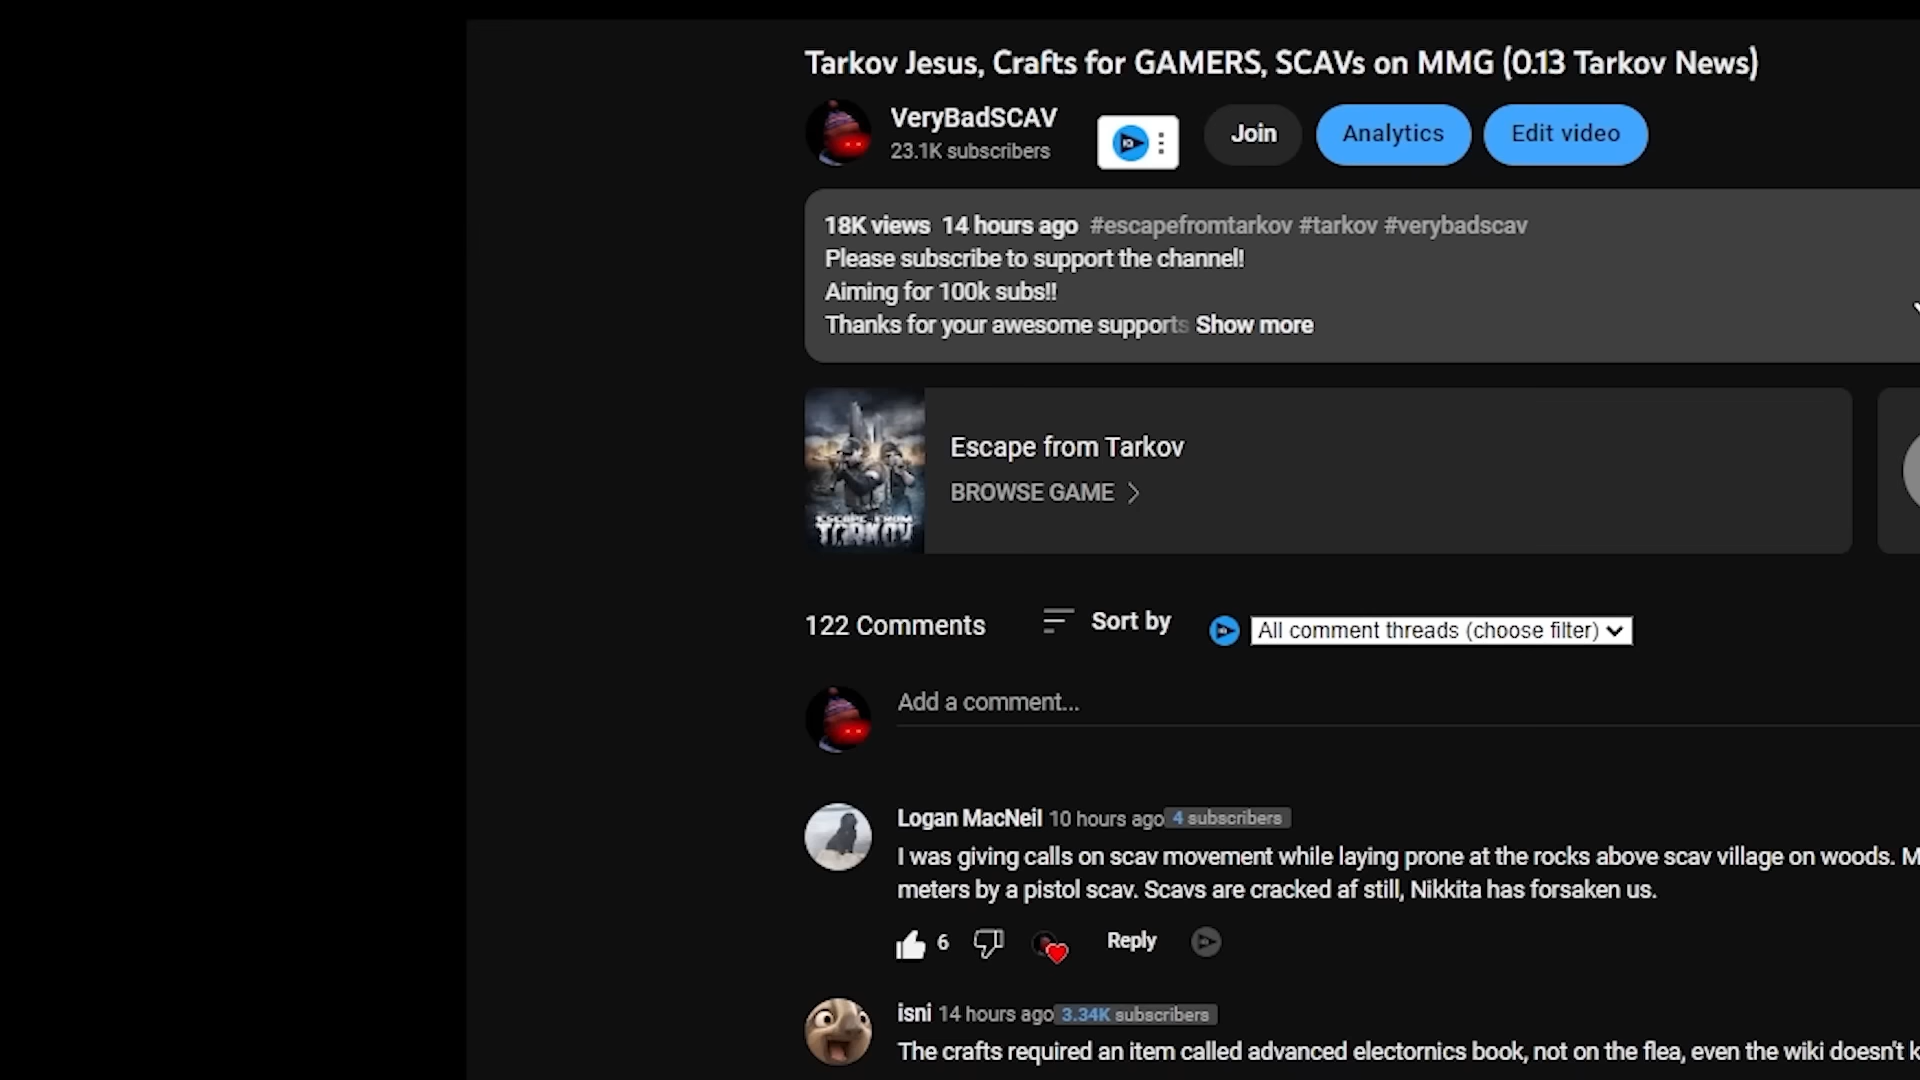 Tarkov Jesus, Crafts for GAMERS, SCAVs on MMG (0.13 Tarkov News)
VeryBadSCAV
23.1K subscribers
Join
Analytics
Edit video
18K views 14 hours ago #escapefromtarkov #tarkov #verybadscav
Please subscribe to support the channel!
Aiming for 100k subs!!
Thanks for your awesome supports Show more
ESCAPE FROM
TARKOV
Escape from Tarkov
BROWSE GAME
122 Comments
Sort by
All comment threads (choose filter)
Add a comment...
Logan MacNeil 10 hours ago 4 subscribers
I was giving calls on scav movement while laying prone at the rocks above scav village on woods. M
meters by a pistol scav. Scavs are cracked af still, Nikkita has forsaken us.
6
Reply
isni 14 hours ago 3.34K subscribers
The crafts required an item called advanced electornics book, not on the flea, even the wiki doesn't k